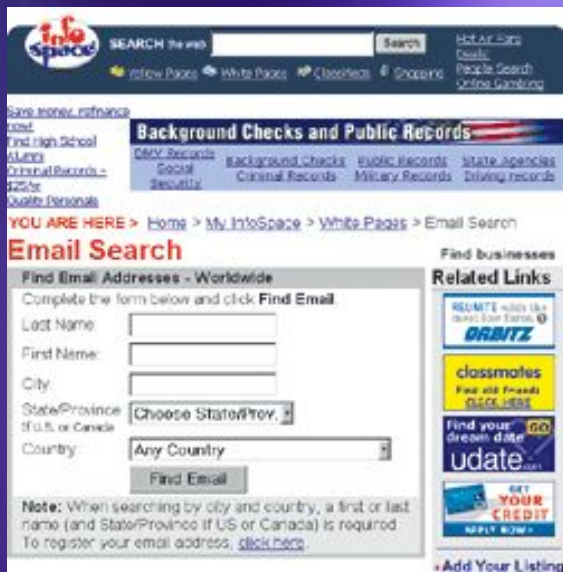 info
space
SEARCH the web
Search
Hot Air Fares
Deals!
People Search
Online Gambling
Yellow Pages White Pages Classifieds Shopping
Save money, refinance
now!
Find High School
Alumni
Criminal Records -
$25/yr
Quality Personals
Background Checks and Public Records
DMV Records
Social
Security
Background Checks
Criminal Records
Public Records
Military Records
State Agencies
Driving records
YOU ARE HERE > Home > My InfoSpace > White Pages > Email Search
Email Search
Find businesses
Find Email Addresses - Worldwide
Complete the form below and click Find Email.
Last Name:
First Name:
City:
State/Province
If U.S. or Canada
Choose State/Prov.
Country:
Any Country
Find Email
Note: When searching by city and country, a first or last
name (and State/Province if US or Canada) is required
To register your email address, click here.
Related Links
REUNITE with the
ORBITZ
classmates
Find old friends
CLICK HERE
Find your GO
dream date
udate.com
GET
YOUR
CREDIT
APPLY NOW
Add Your Listing